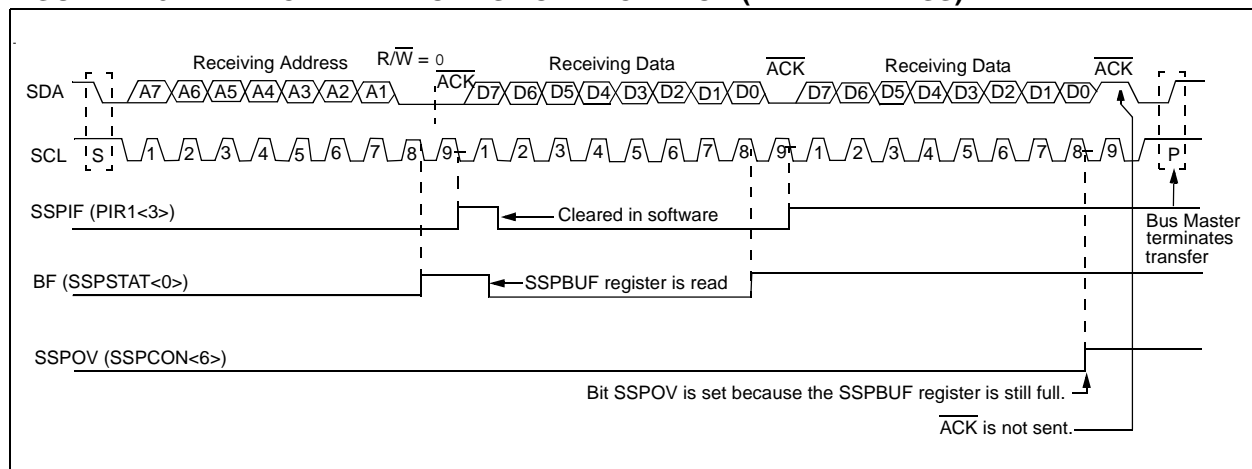 Receiving Address R/W = 0 ACK Receiving Data ACK Receiving Data ACK
SDA A7 A6 A5 A4 A3 A2 A1 D7 D6 D5 D4 D3 D2 D1 D0 D7 D6 D5 D4 D3 D2 D1 D0
SCL S 1 2 3 4 5 6 7 8 9 1 2 3 4 5 6 7 8 9 1 2 3 4 5 6 7 8 9 P
SSPIF (PIR1<3>)
Cleared in software
Bus Master
terminates
transfer
BF (SSPSTAT<0>)
SSPBUF register is read
SSPOV (SSPCON<6>)
Bit SSPOV is set because the SSPBUF register is still full.
ACK is not sent.